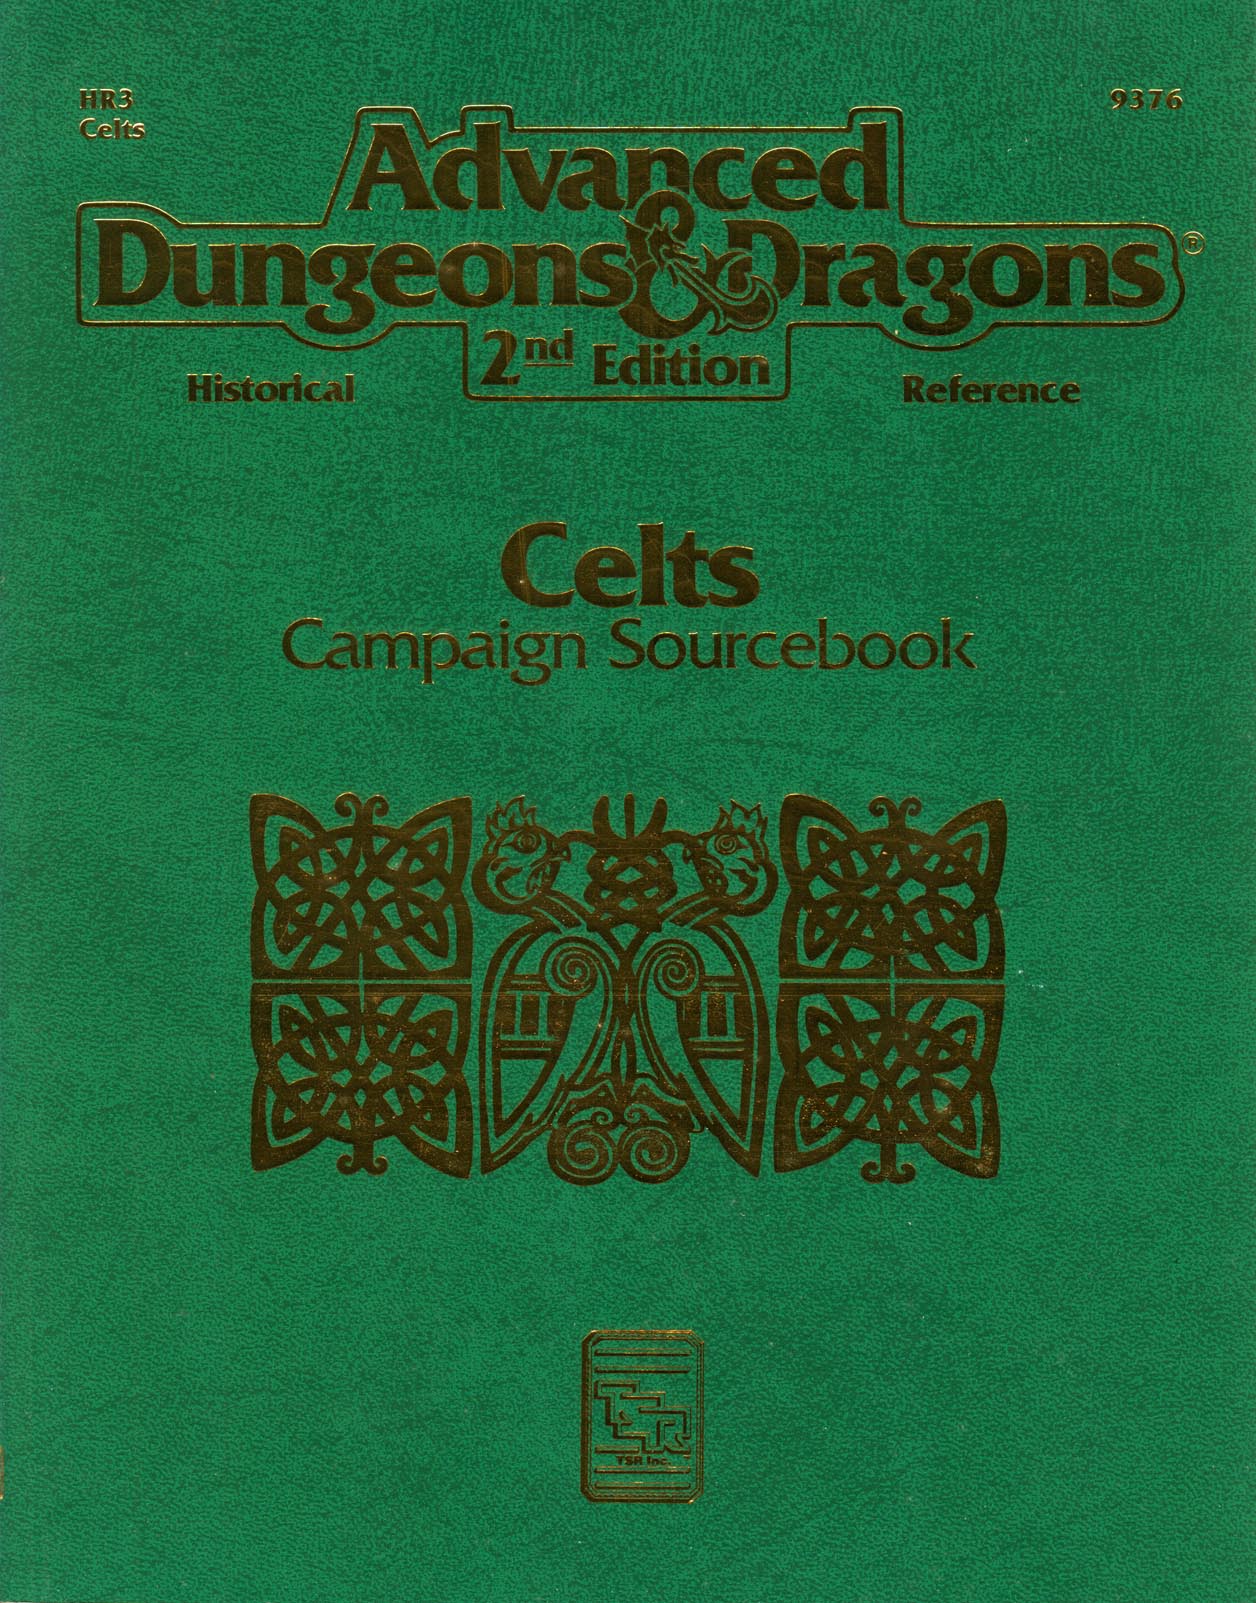 HR3
Celts
9376
Advanced
Dungeons & Dragons®
2nd Edition
Historical
Reference
Celts
Campaign Sourcebook
TSR
TSR Inc.